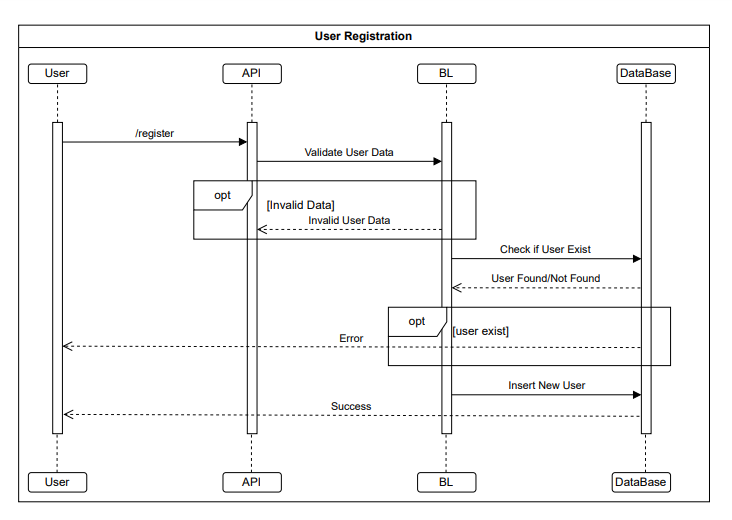 User Registration
User
API
BL
DataBase
/register
Validate User Data
opt
[Invalid Data]
Invalid User Data
Check if User Exist
User Found/Not Found
opt
[user exist]
Error
Insert New User
Success
User
API
BL
DataBase